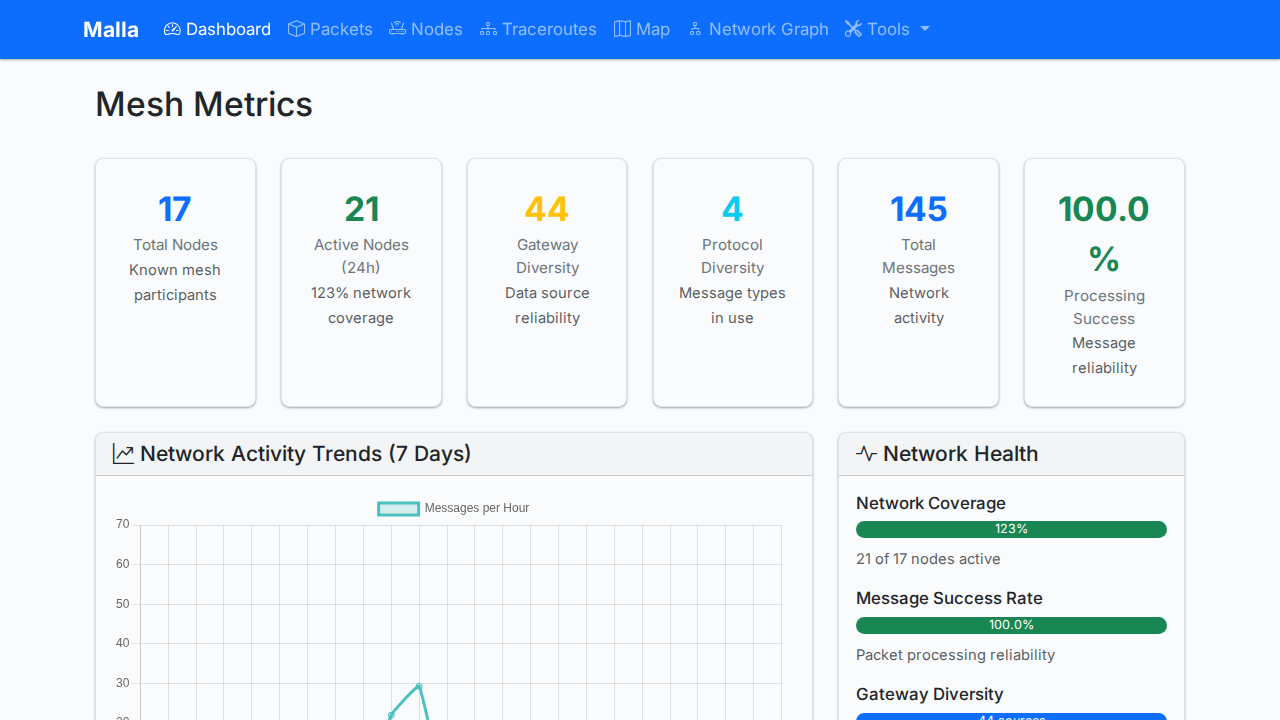 Malla Dashboard Packets Nodes Traceroutes Map Network Graph Tools
Mesh Metrics
17
Total Nodes
Known mesh
participants
21
Active Nodes
(24h)
123% network
coverage
44
Gateway
Diversity
Data source
reliability
4
Protocol
Diversity
Message types
in use
145
Total
Messages
Network
activity
100.0
%
Processing
Success
Message
reliability
Network Activity Trends (7 Days)
Messages per Hour
70
60
50
40
30
20
Network Health
Network Coverage
123%
21 of 17 nodes active
Message Success Rate
100.0%
Packet processing reliability
Gateway Diversity
44 sources